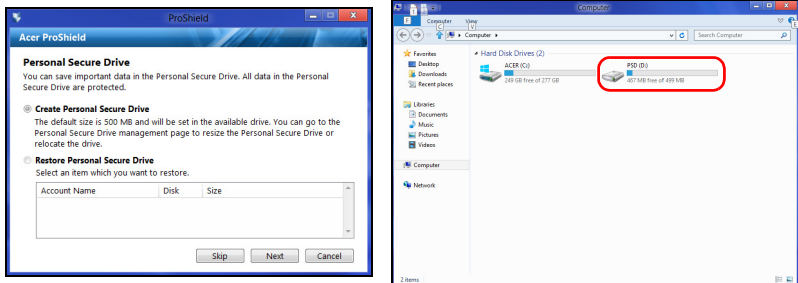 ProShield
Acer ProShield
Personal Secure Drive
You can save important data in the Personal Secure Drive. All data in the Personal
Secure Drive are protected.
Create Personal Secure Drive
The default size is 500 MB and will be set in the available drive. You can go to the
Personal Secure Drive management page to resize the Personal Secure Drive or
relocate the drive.
Restore Personal Secure Drive
Select an item which you want to restore.
Account Name Disk Size
Skip Next Cancel
Computer
F Computer View
C V E
Computer
Search Computer
Favorites
Desktop
Downloads
Recent places
Libraries
Documents
Music
Pictures
Videos
Computer
Network
Hard Disk Drives (2)
ACER (C:)
249 GB free of 277 GB
PSD (D:)
467 MB free of 499 MB
2 items